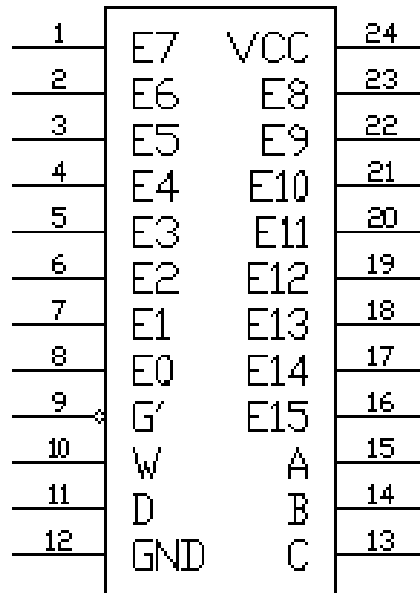 1 E7 VCC 24
2 E6 E8 23
3 E5 E9 22
4 E4 E10 21
5 E3 E11 20
6 E2 E12 19
7 E1 E13 18
8 E0 E14 17
9 G' E15 16
10 W A 15
11 D B 14
12 GND C 13